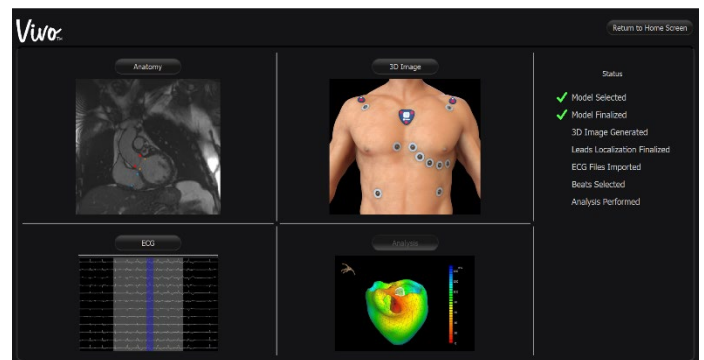 Vivo™
Return to Home Screen
Anatomy
3D Image
ECG
Analysis
Status
Model Selected
Model Finalized
3D Image Generated
Leads Localization Finalized
ECG Files Imported
Beats Selected
Analysis Performed